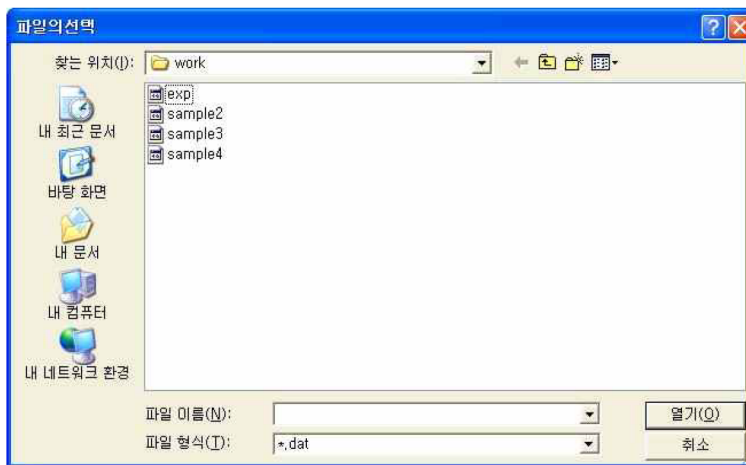 파일의선택
찾는 위치(I): work
exp
sample2
sample3
sample4
내 최근 문서
바탕 화면
내 문서
내 컴퓨터
내 네트워크 환경
파일 이름(N): 열기(O)
파일 형식(T): *.dat 취소